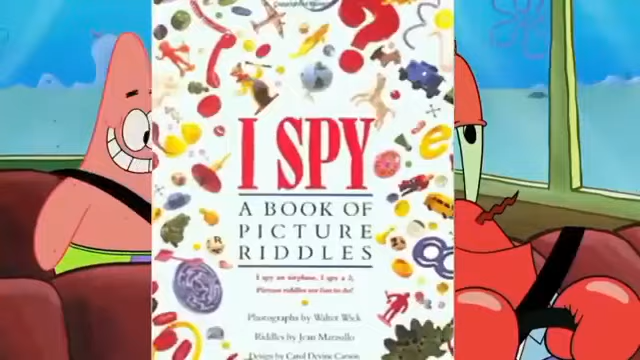 I SPY
A BOOK OF
PICTURE
RIDDLES
I spy an airplane, I spy a 2,
Picture riddles are fun to do!
Photographs by Walter Wick
Riddles by Jean Marzollo
Design by Carol Devine Carson